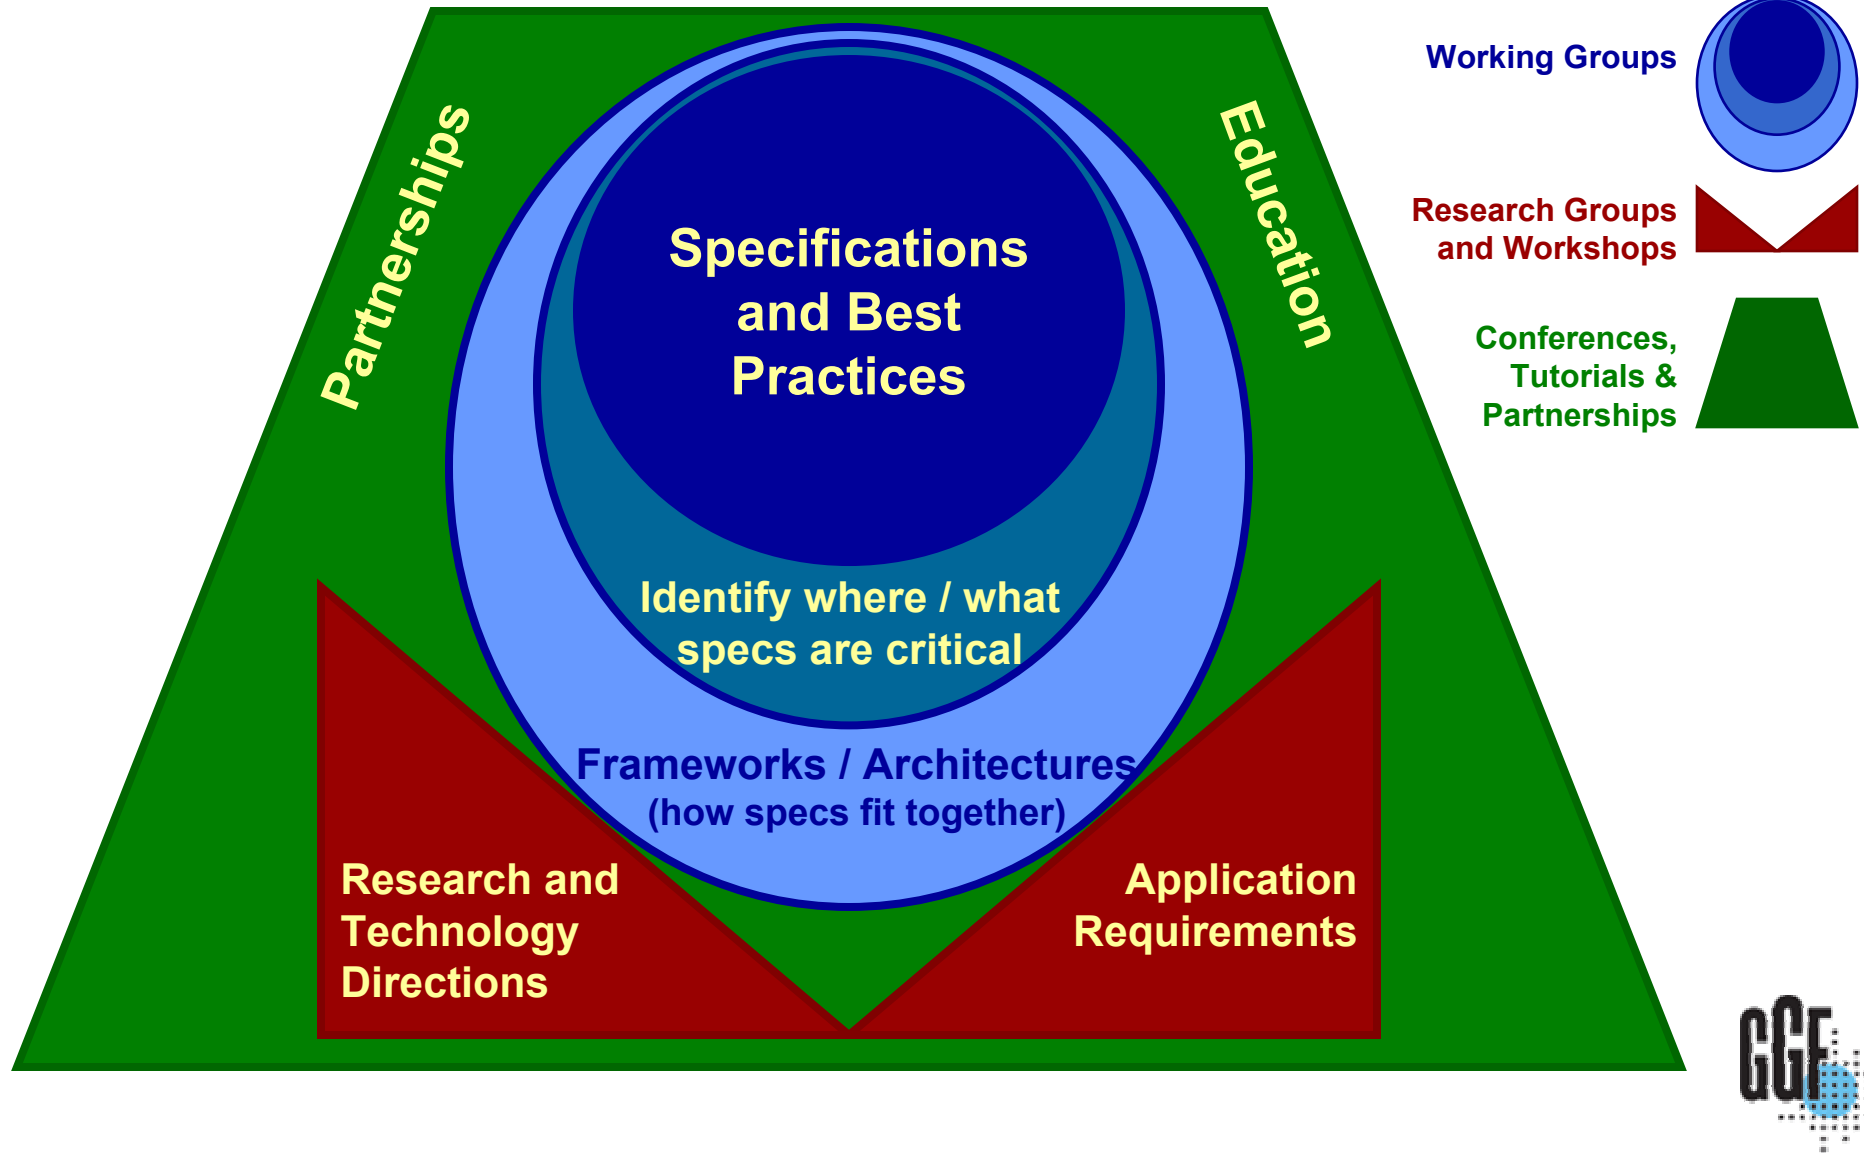 Partnerships
Education
Specifications
and Best
Practices
Identify where / what
specs are critical
Frameworks / Architectures
(how specs fit together)
Research and
Technology
Directions
Application
Requirements
Working Groups
Research Groups
and Workshops
Conferences,
Tutorials &
Partnerships
GGF